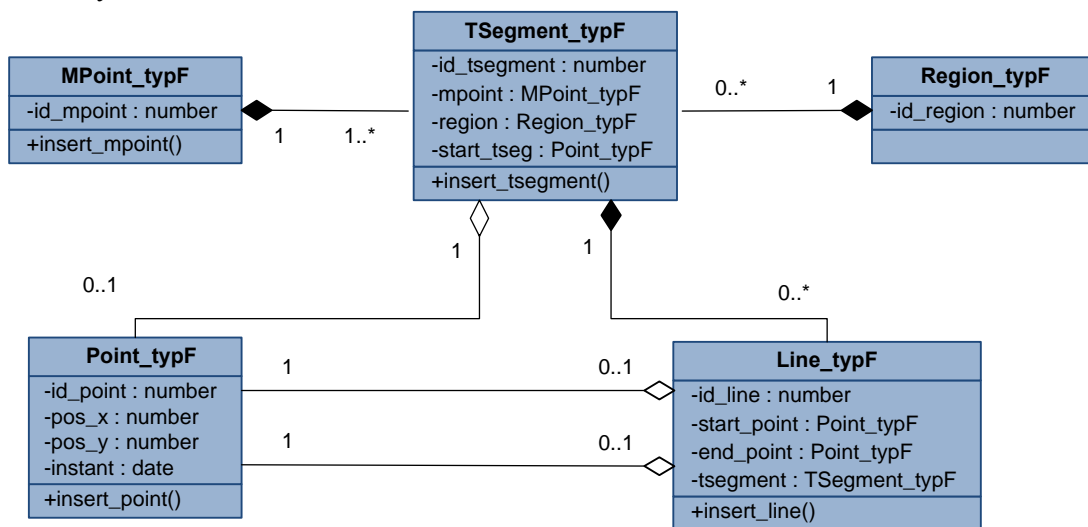 TSegment_typF
-id_tsegment : number
-mpoint : MPoint_typF
-region : Region_typF
-start_tseg : Point_typF
+insert_tsegment()
MPoint_typF
-id_mpoint : number
+insert_mpoint()
1
1..*
0..*
1
Region_typF
-id_region : number
1
1
0..1
0..*
Point_typF
-id_point : number
-pos_x : number
-pos_y : number
-instant : date
+insert_point()
1
0..1
1
0..1
Line_typF
-id_line : number
-start_point : Point_typF
-end_point : Point_typF
-tsegment : TSegment_typF
+insert_line()